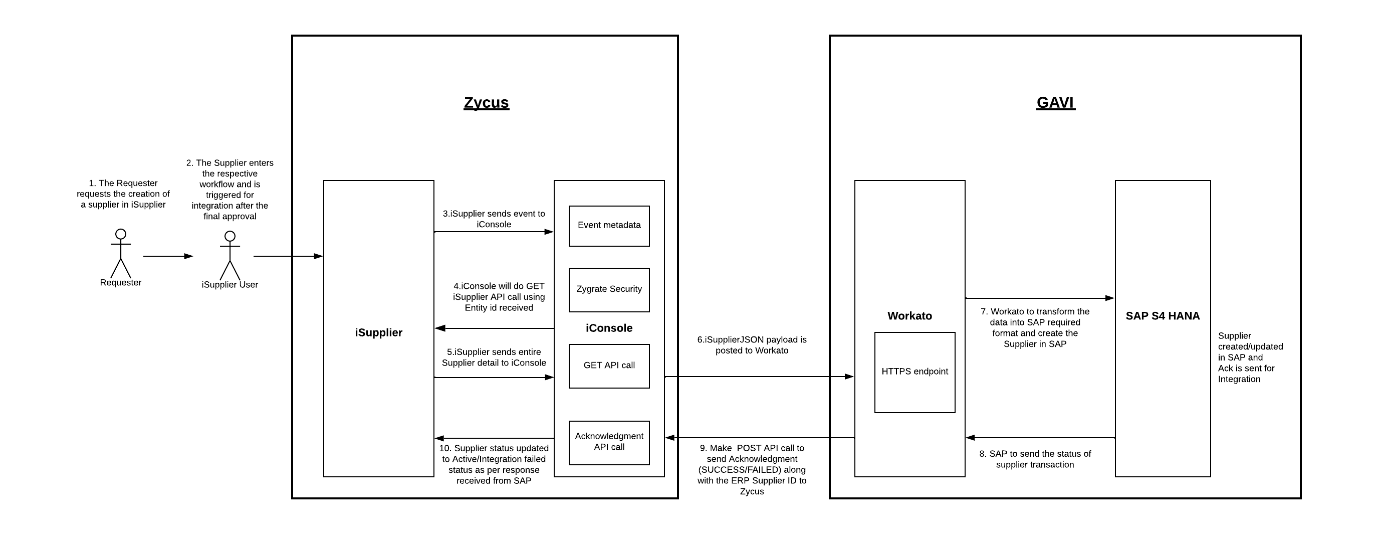 Zycus
GAVI
1. The Requester
requests the creation of
a supplier in iSupplier
2. The Supplier enters
the respective
workflow and is
triggered for
integration after the
final approval
Requester
iSupplier User
iSupplier
3.iSupplier sends event to
iConsole
4.iConsole will do GET
iSupplier API call using
Entity id received
5.iSupplier sends entire
Supplier detail to iConsole
10. Supplier status updated
to Active/Integration failed
status as per response
received from SAP
Event metadata
Zygrate Security
iConsole
GET API call
Acknowledgment
API call
6.iSupplierJSON payload is
posted to Workato
9. Make  POST API call to
send Acknowledgment
(SUCCESS/FAILED) along
with the ERP Supplier ID to
Zycus
Workato
HTTPS endpoint
7. Workato to transform the
data into SAP required
format and create the
Supplier in SAP
8. SAP to send the status of
supplier transaction
SAP S4 HANA
Supplier
created/updated
in SAP and
Ack is sent for
Integration